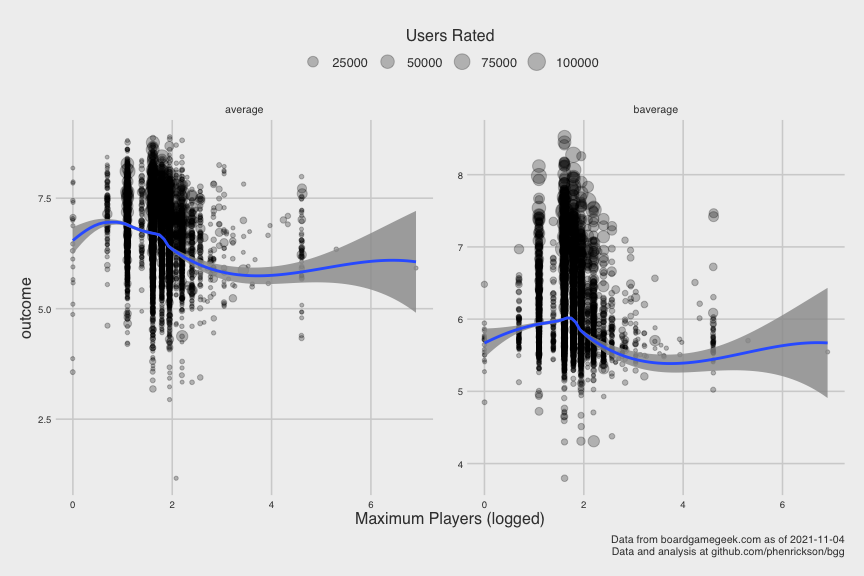 Users Rated
25000 50000 75000 100000
average baverage
outcome
7.5
5.0
2.5
8
7
6
5
4
0 2 4 6 0 2 4 6
Maximum Players (logged)
Data from boardgamegeek.com as of 2021-11-04
Data and analysis at github.com/phenrickson/bgg